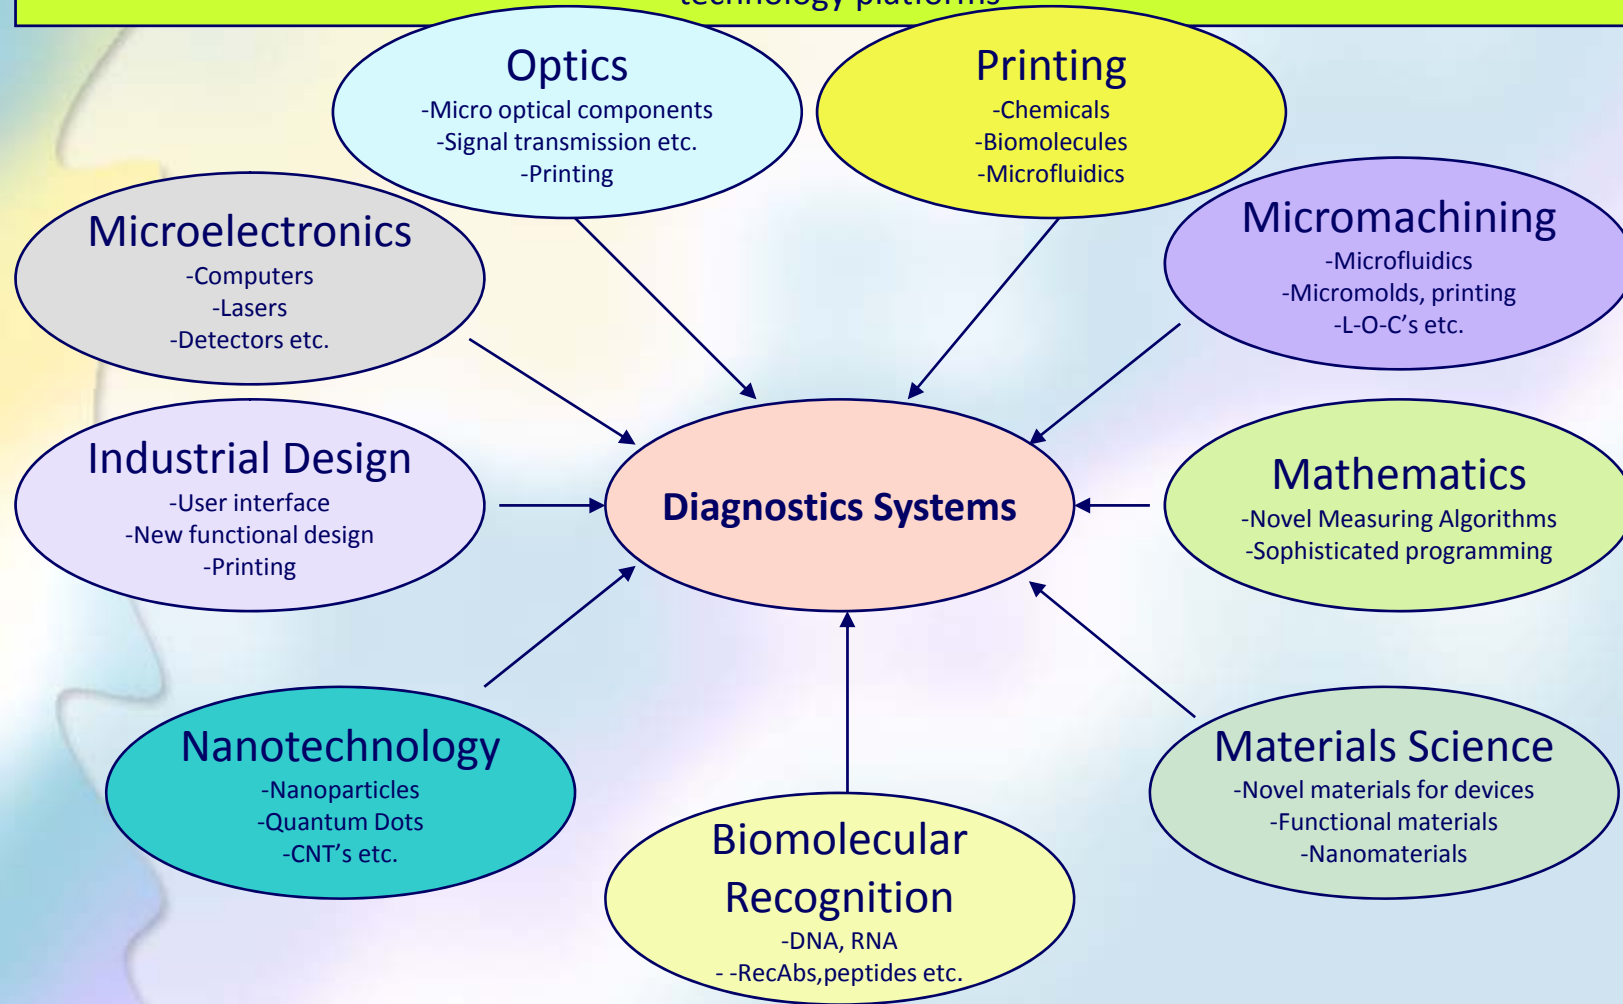 technology platforms
Optics
-Micro optical components
-Signal transmission etc.
-Printing
Printing
-Chemicals
-Biomolecules
-Microfluidics
Microelectronics
-Computers
-Lasers
-Detectors etc.
Micromachining
-Microfluidics
-Micromolds, printing
-L-O-C’s etc.
Industrial Design
-User interface
-New functional design
-Printing
Diagnostics Systems
Mathematics
-Novel Measuring Algorithms
-Sophisticated programming
Nanotechnology
-Nanoparticles
-Quantum Dots
-CNT’s etc.
Biomolecular
Recognition
-DNA, RNA
- -RecAbs,peptides etc.
Materials Science
-Novel materials for devices
-Functional materials
-Nanomaterials